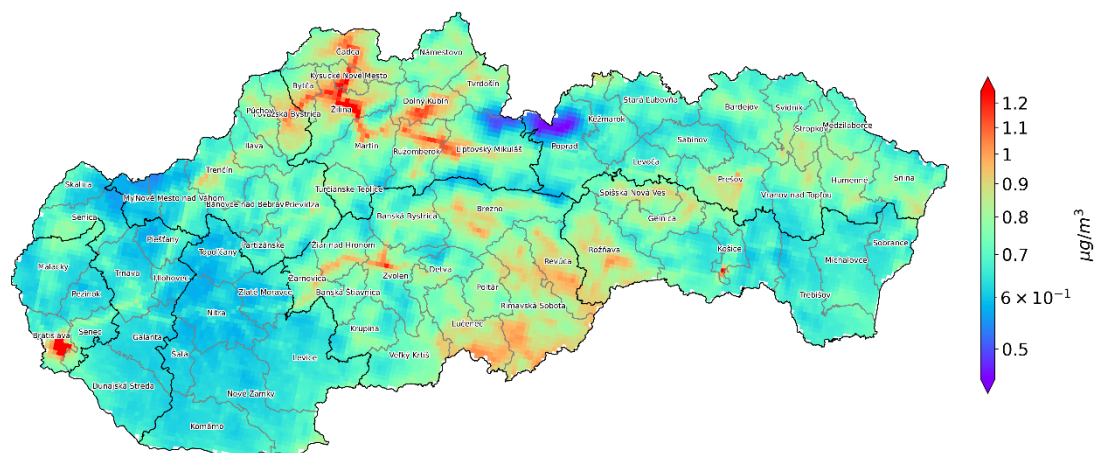 Čadca
Námestovo
Kysucké Nové Mesto
Bytča
Tvrdošín
Dolný Kubín
Púchov
Považská Bystrica
Žilina
Stará Ľubovňa
Kežmarok
Bardejov
Svidník
Stropkov
Medzilaborce
Ilava
Martin
Ružomberok
Liptovský Mikuláš
Poprad
Sabinov
Levoča
Trenčín
Prešov
Humenné
Snina
Vranov nad Topľou
Skalica
Nové Mesto nad Váhom
Bánovce nad Bebrav
Prievidza
Turčianske Teplice
Spišská Nová Ves
Gelnica
Senica
Banská Bystrica
Brezno
Piešťany
Topoľčany
Partizánske
Žiar nad Hronom
Rožňava
Košice
Sobrance
Michalovce
Malacky
Trnava
Hlohovec
Zvolen
Detva
Revúca
Žarnovica
Banská Štiavnica
Poltár
Pezinok
Zlaté Moravce
Rimavská Sobota
Trebišov
Nitra
Krupina
Lučenec
Bratislava
Senec
Galanta
Šaľa
Levice
Veľký Krtíš
Dunajská Streda
Nové Zámky
Komárno
1.2
1.1
1
0.9
0.8
0.7
6 × 10⁻¹
0.5
μg/m³